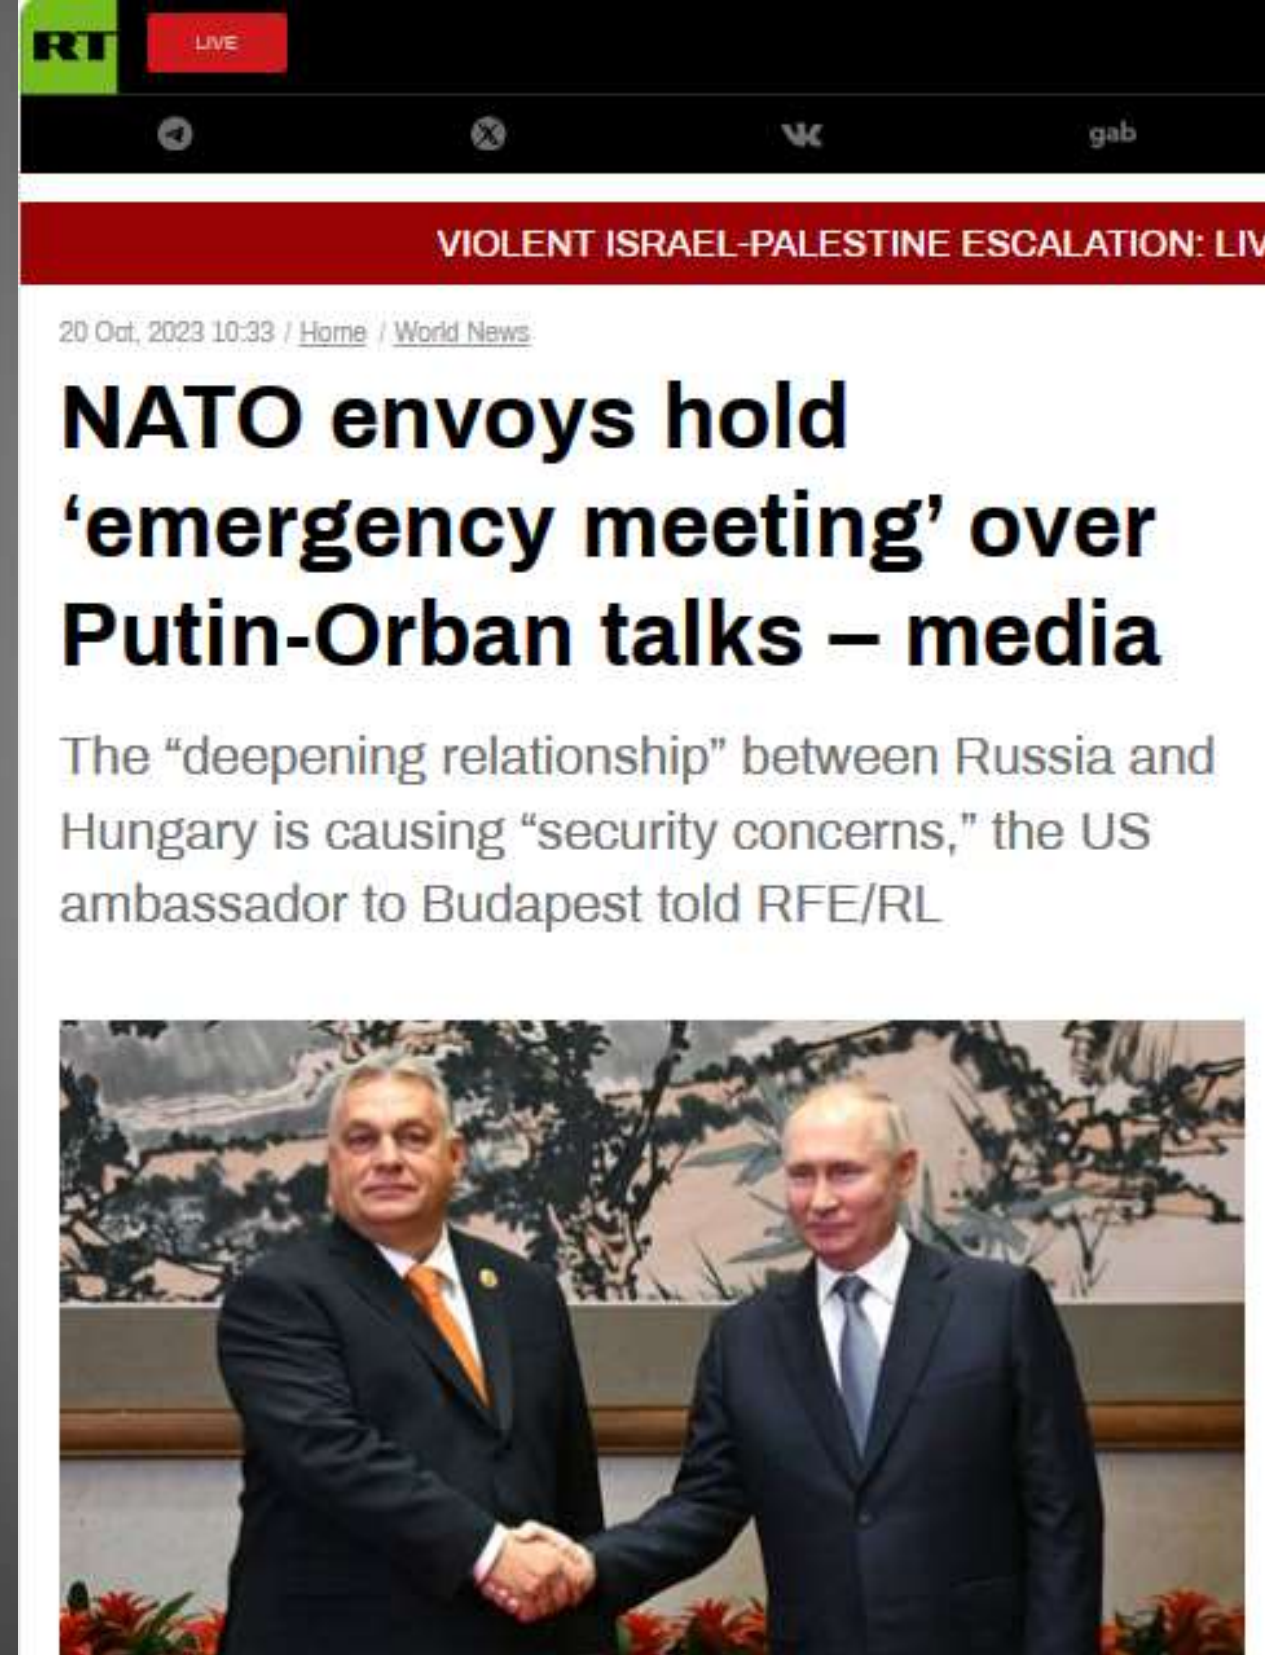 RT
LIVE
gab
VIOLENT ISRAEL-PALESTINE ESCALATION: LIV
20 Oct, 2023 10:33 / Home / World News
NATO envoys hold
‘emergency meeting’ over
Putin-Orban talks – media
The “deepening relationship” between Russia and
Hungary is causing “security concerns,” the US
ambassador to Budapest told RFE/RL